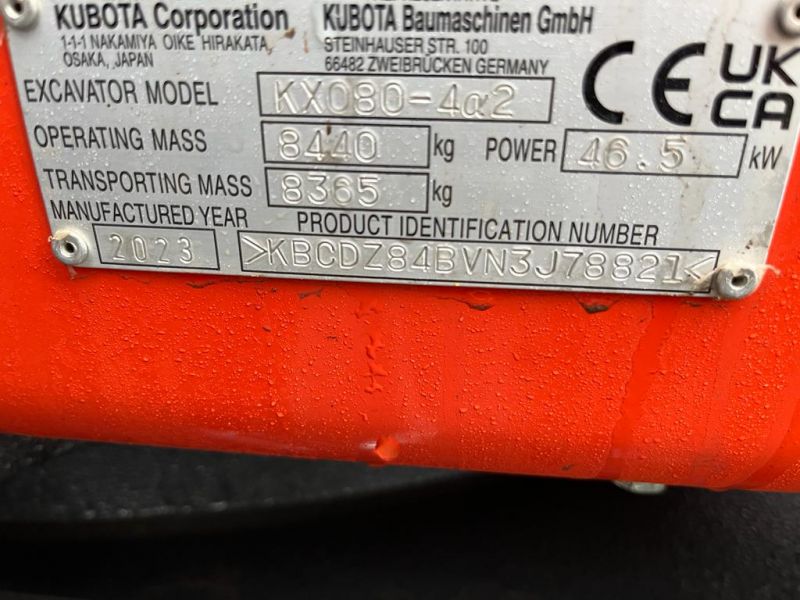 KUBOTA Corporation
1-1-1 NAKAMIYA OIKE HIRAKATA,
OSAKA, JAPAN
KUBOTA Baumaschinen GmbH
STEINHAUSER STR. 100
66482 ZWEIBRÜCKEN GERMANY
CE
UK
CA
EXCAVATOR MODEL KX080-4α2
OPERATING MASS 8440 kg POWER 46.5 kW
TRANSPORTING MASS 8365 kg
MANUFACTURED YEAR PRODUCT IDENTIFICATION NUMBER
2023 >KBCDZ84BVN3J78821<